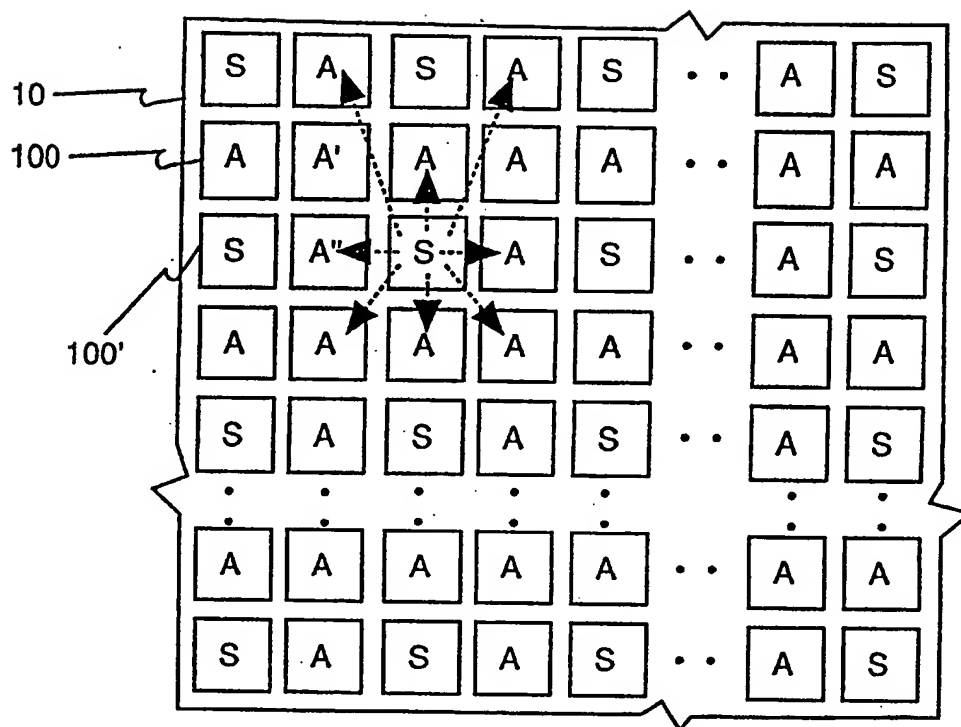 S A S A S · · A S
10
100 A A' A A A · · A A
S A" S A S · · A S
100' A A A A A · · A A
S A S A S · · A S
A A A A A · · A A
S A S A S · · A S